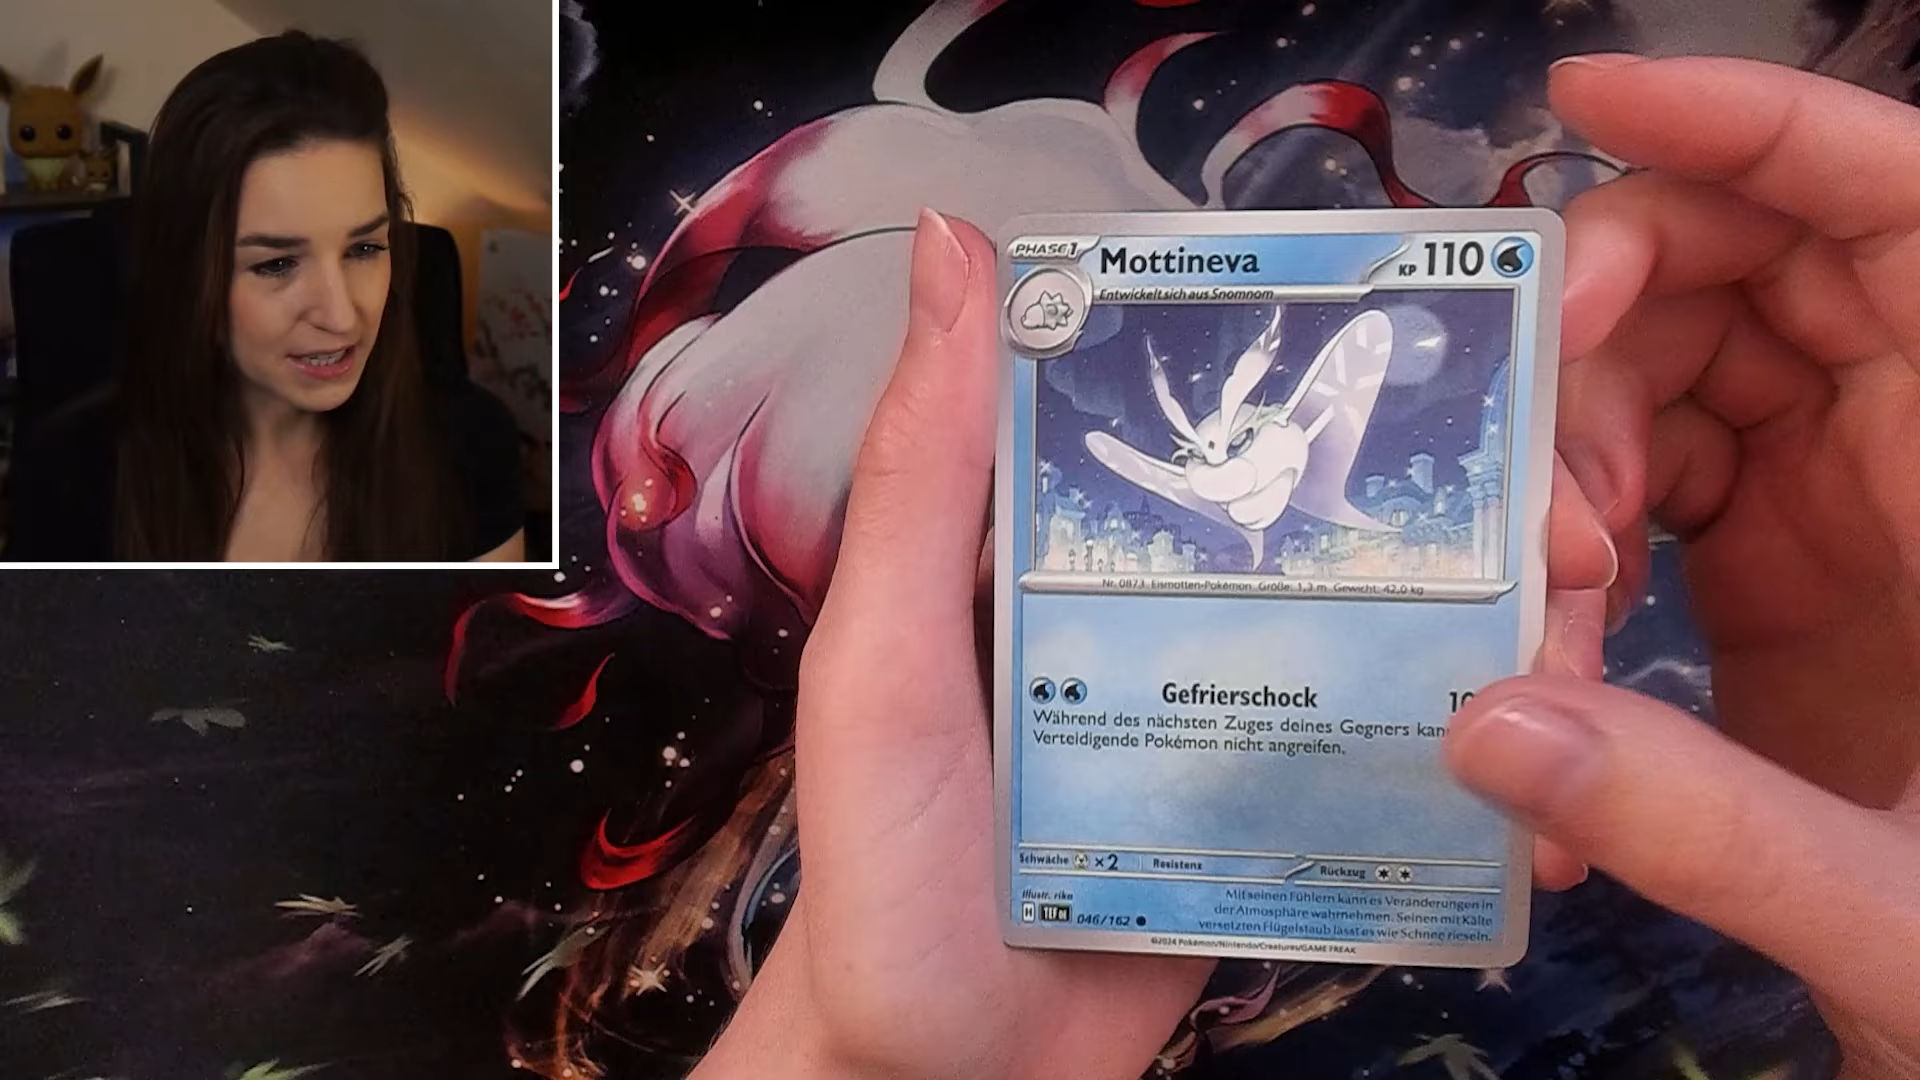 PHASE 1
Mottineva
KP 110
Entwickelt sich aus Snomnom
Nr. 0873 Eismotten-Pokémon Größe: 1,3 m Gewicht: 42,0 kg
Gefrierschock
Während des nächsten Zuges deines Gegners
Verteidigende Pokémon nicht angreifen.
Schwäche ×2 Resistenz Rückzug
Illustr. rika
H TEF DE 046/162
Mit seinen Fühlern kann es Veränderungen in
der Atmosphäre wahrnehmen. Seinen mit Kälte
versetzten Flügelstaub lässt es wie Schnee rieseln.
©2024 Pokémon/Nintendo/Creatures/GAME FREAK